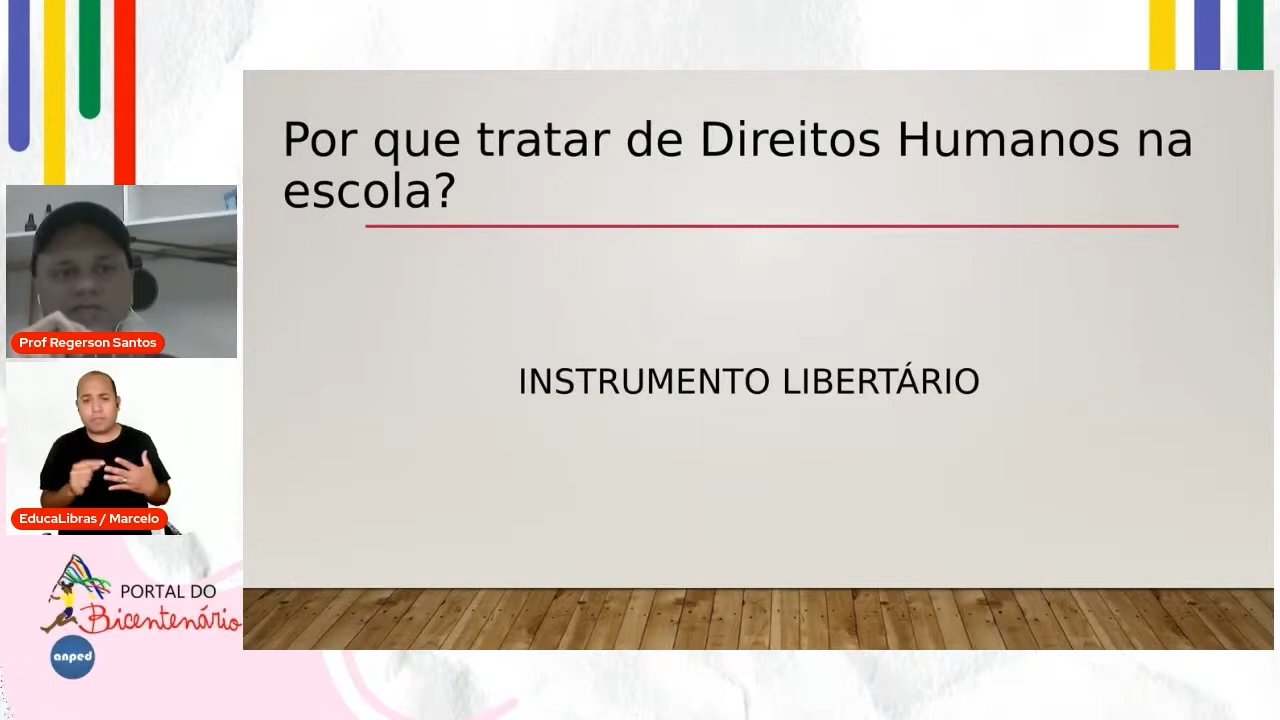 Por que tratar de Direitos Humanos na
escola?
INSTRUMENTO LIBERTÁRIO
Prof Regerson Santos
EducaLibras / Marcelo
PORTAL DO
Bicentenário
anped